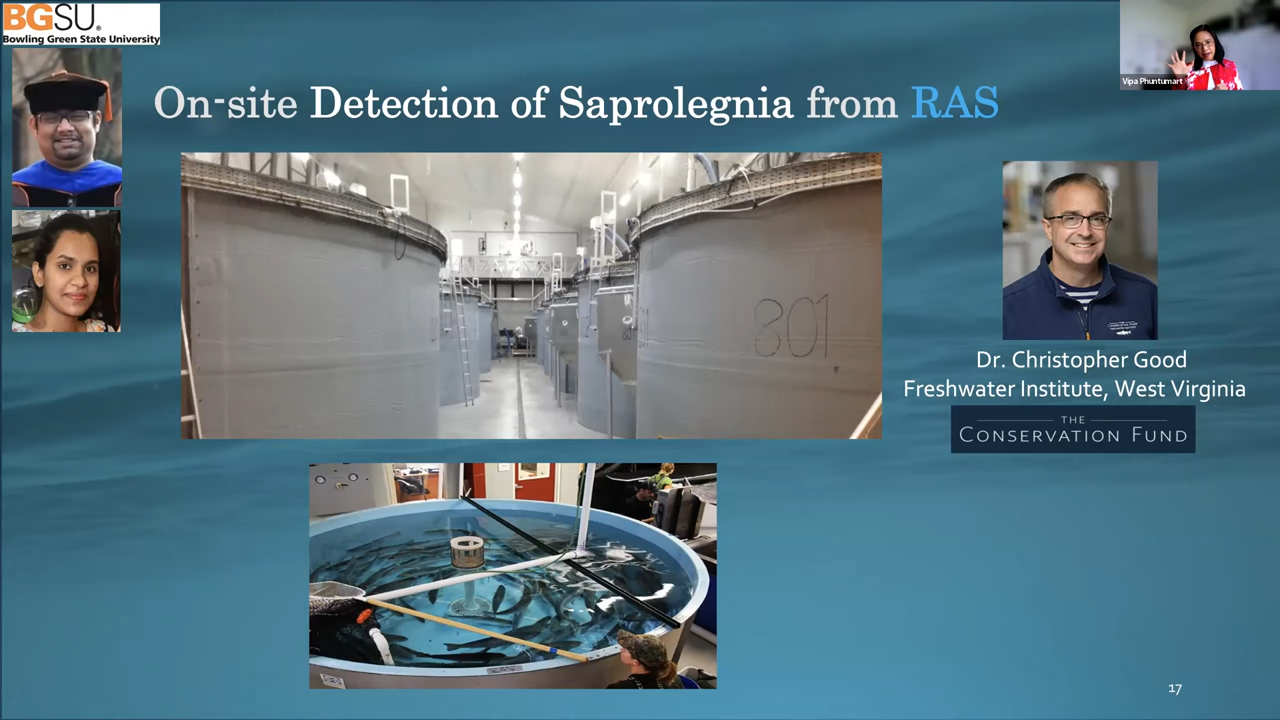 BGSU®
Bowling Green State University
Vipa Phuntumart
On-site Detection of Saprolegnia from RAS
801
Dr. Christopher Good
Freshwater Institute, West Virginia
THE
CONSERVATION FUND
17